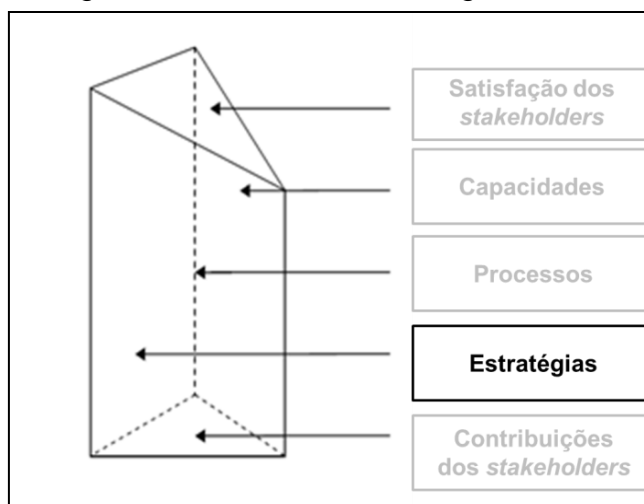 Satisfação dos
stakeholders
Capacidades
Processos
Estratégias
Contribuições
dos stakeholders